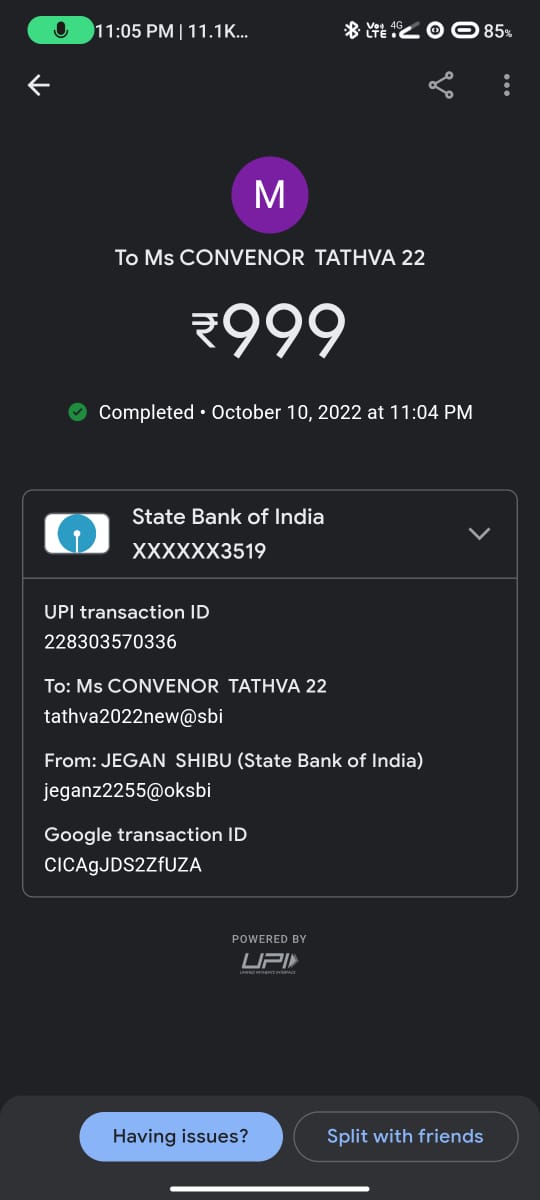 11:05 PM | 11.1K... Vo) LTE 4G 85%
M
To Ms CONVENOR TATHVA 22
₹999
Completed • October 10, 2022 at 11:04 PM
State Bank of India
XXXXXX3519
UPI transaction ID
228303570336
To: Ms CONVENOR TATHVA 22
tathva2022new@sbi
From: JEGAN SHIBU (State Bank of India)
jeganz2255@oksbi
Google transaction ID
CICAgJDS2ZfUZA
POWERED BY
UPI
UNIFIED PAYMENTS INTERFACE
Having issues?
Split with friends